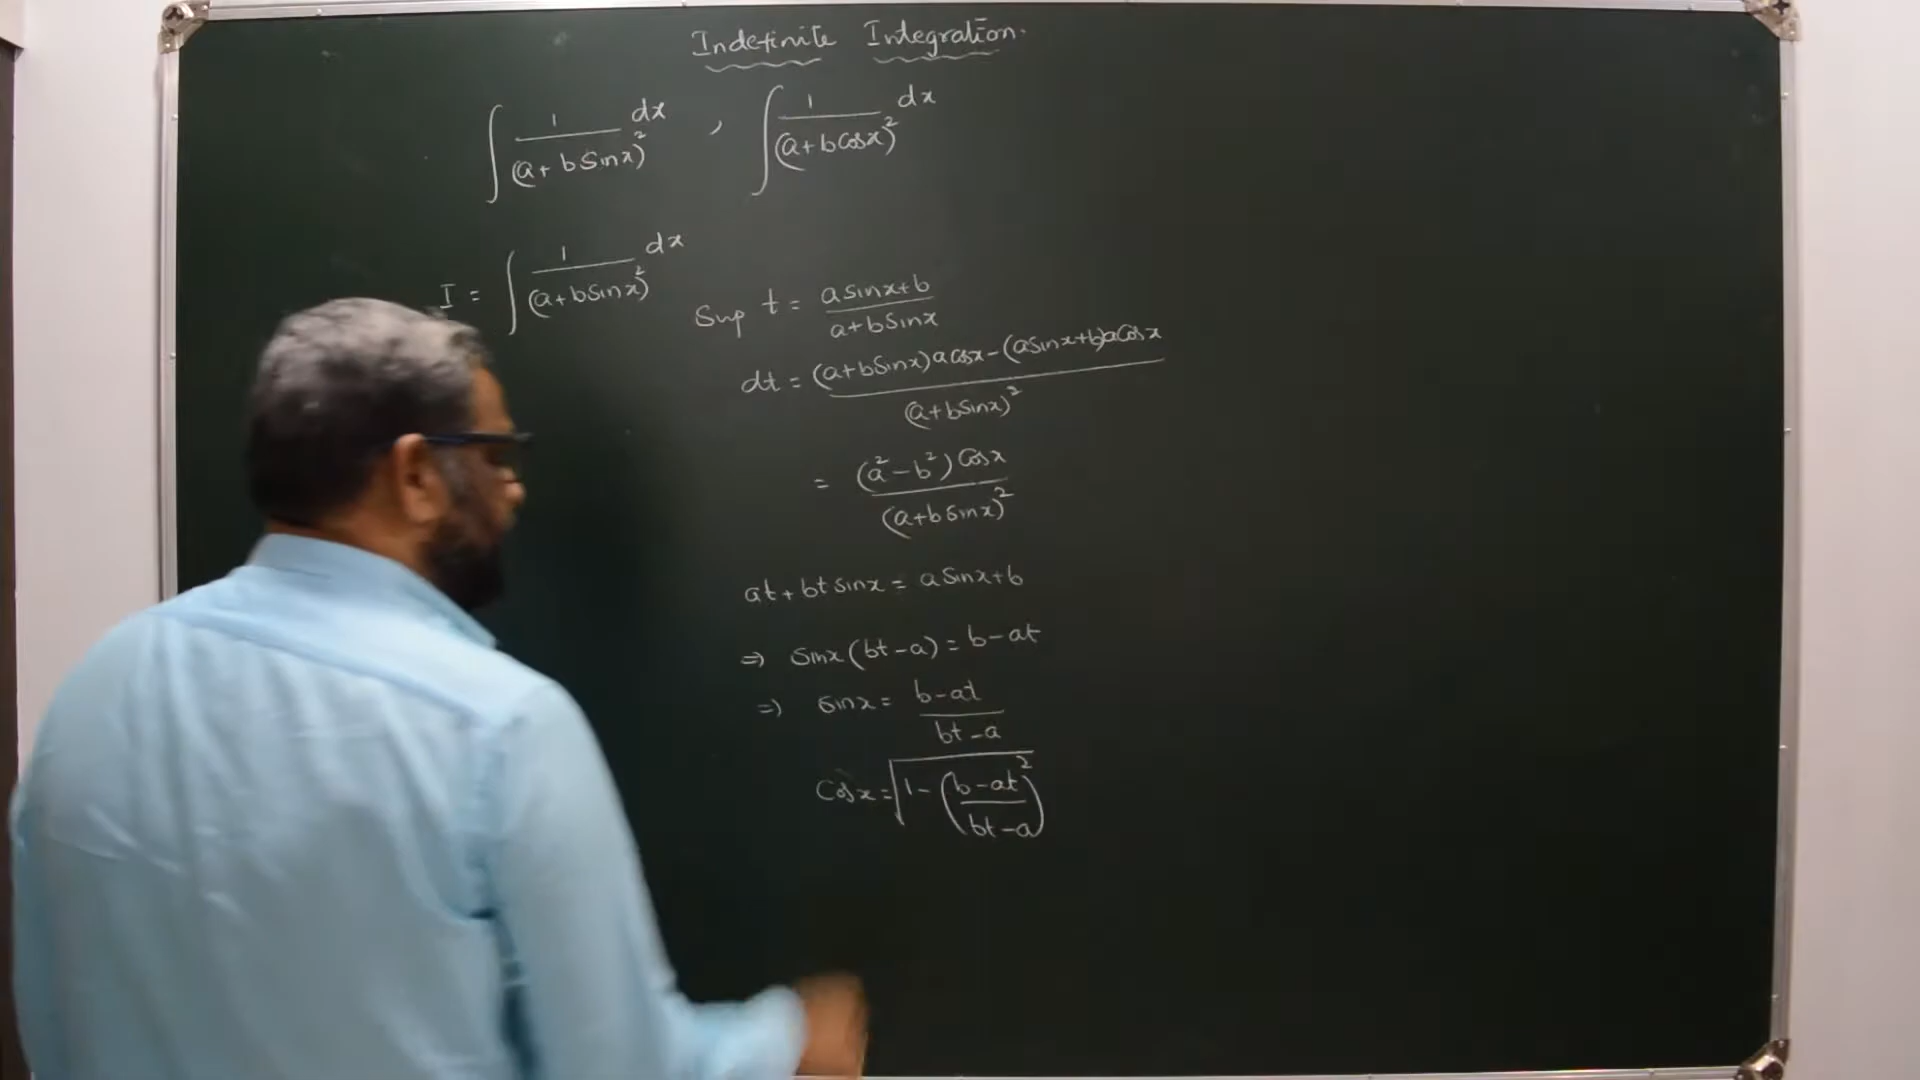 Indefinite Integration.
∫ 1/(a+bSinx)² dx , ∫ 1/(a+bCosx)² dx
I = ∫ 1/(a+bSinx)² dx
Sup t = (asinx+b)/(a+bSinx)
dt = ((a+bSinx)a cosx - (aSinx+b)aCosx)/(a+bSinx)²
= ((a²-b²) Cosx)/(a+bsinx)²
at + bt sinx = aSinx+b
⇒ Sinx(bt-a) = b-at
⇒ Sinx = (b-at)/(bt-a)
Cosx = √(1-((b-at)/(bt-a))²)